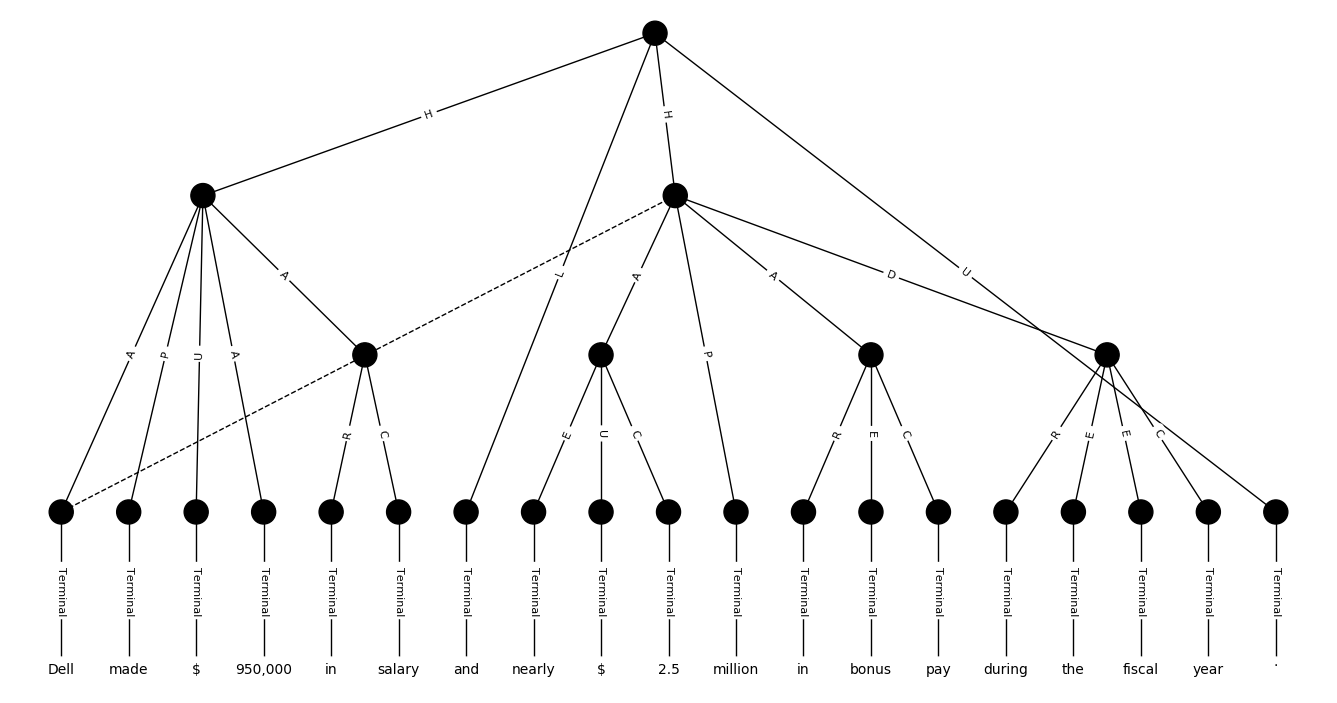 H
H
L
A
A
A
D
U
A
P
U
A
P
R
C
E
U
C
R
E
C
R
E
E
C
Terminal Terminal Terminal Terminal Terminal Terminal Terminal Terminal Terminal Terminal Terminal Terminal Terminal Terminal Terminal Terminal Terminal Terminal Terminal
Dell made $ 950,000 in salary and nearly $ 2.5 million in bonus pay during the fiscal year .